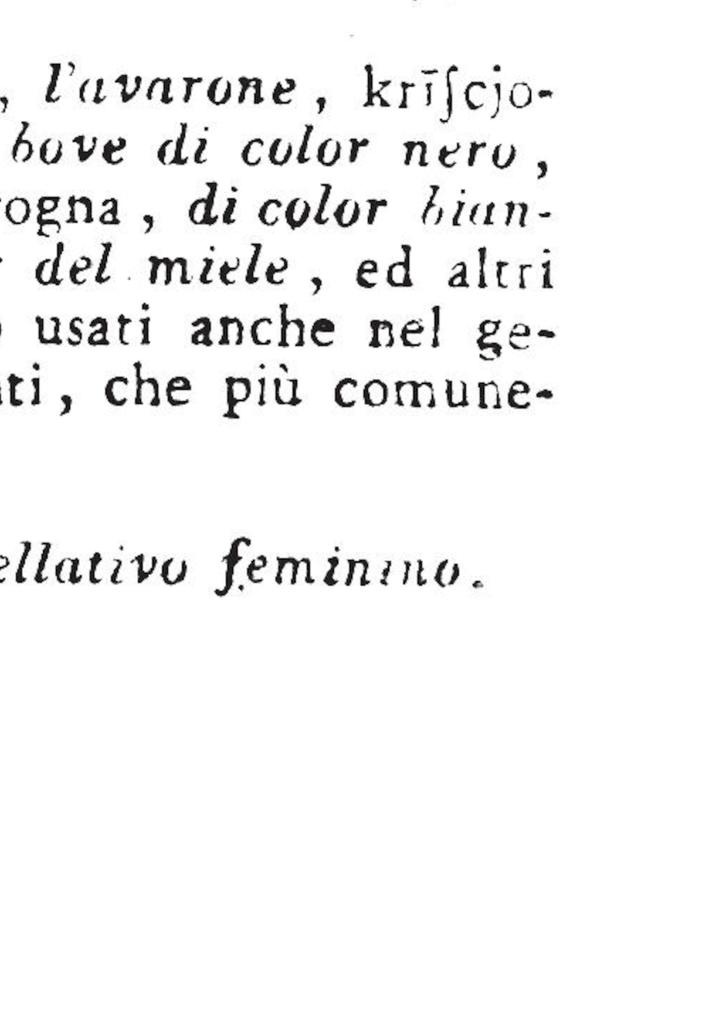 , l'avarone, krīſcjo-
bove di color nero,
ogna, di color bian-
del miele, ed altri
usati anche nel ge-
ti, che più comune-
ellativo feminino.